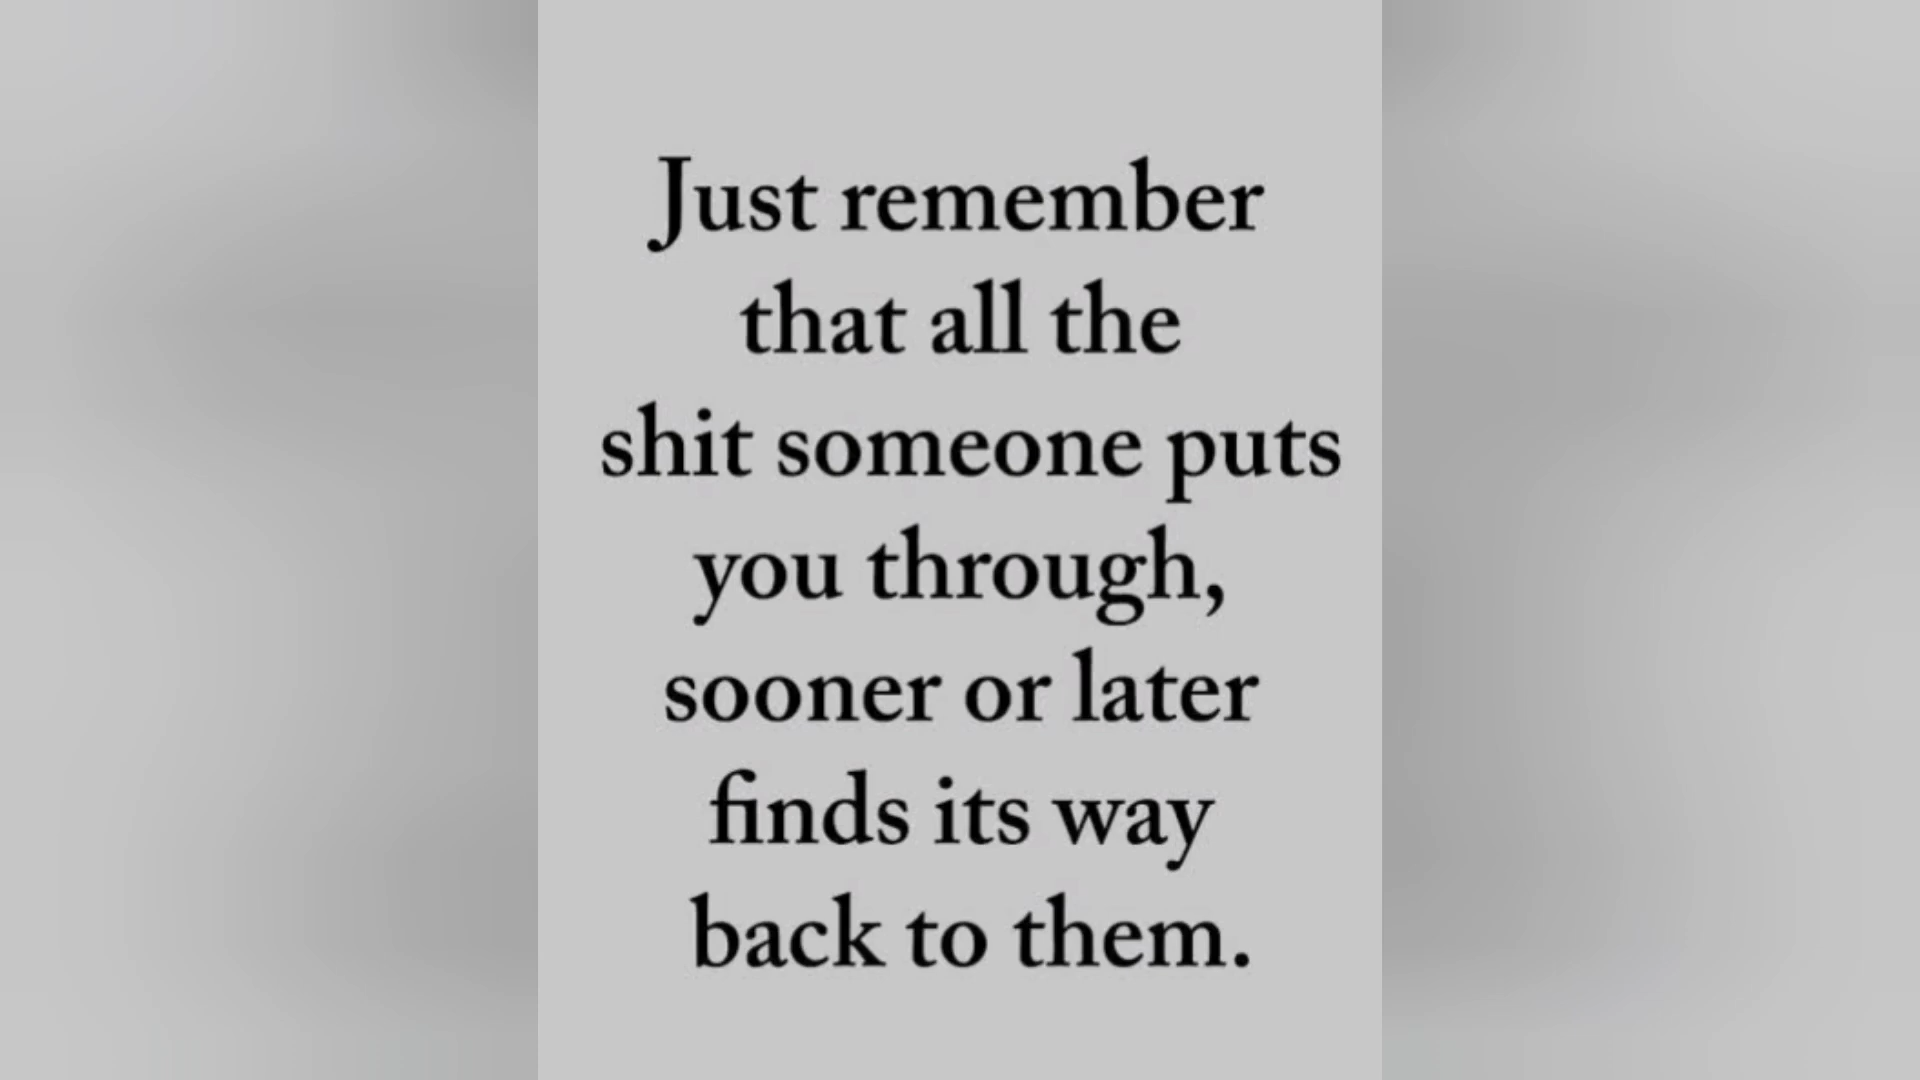 Just remember
that all the
shit someone puts
you through,
sooner or later
finds its way
back to them.